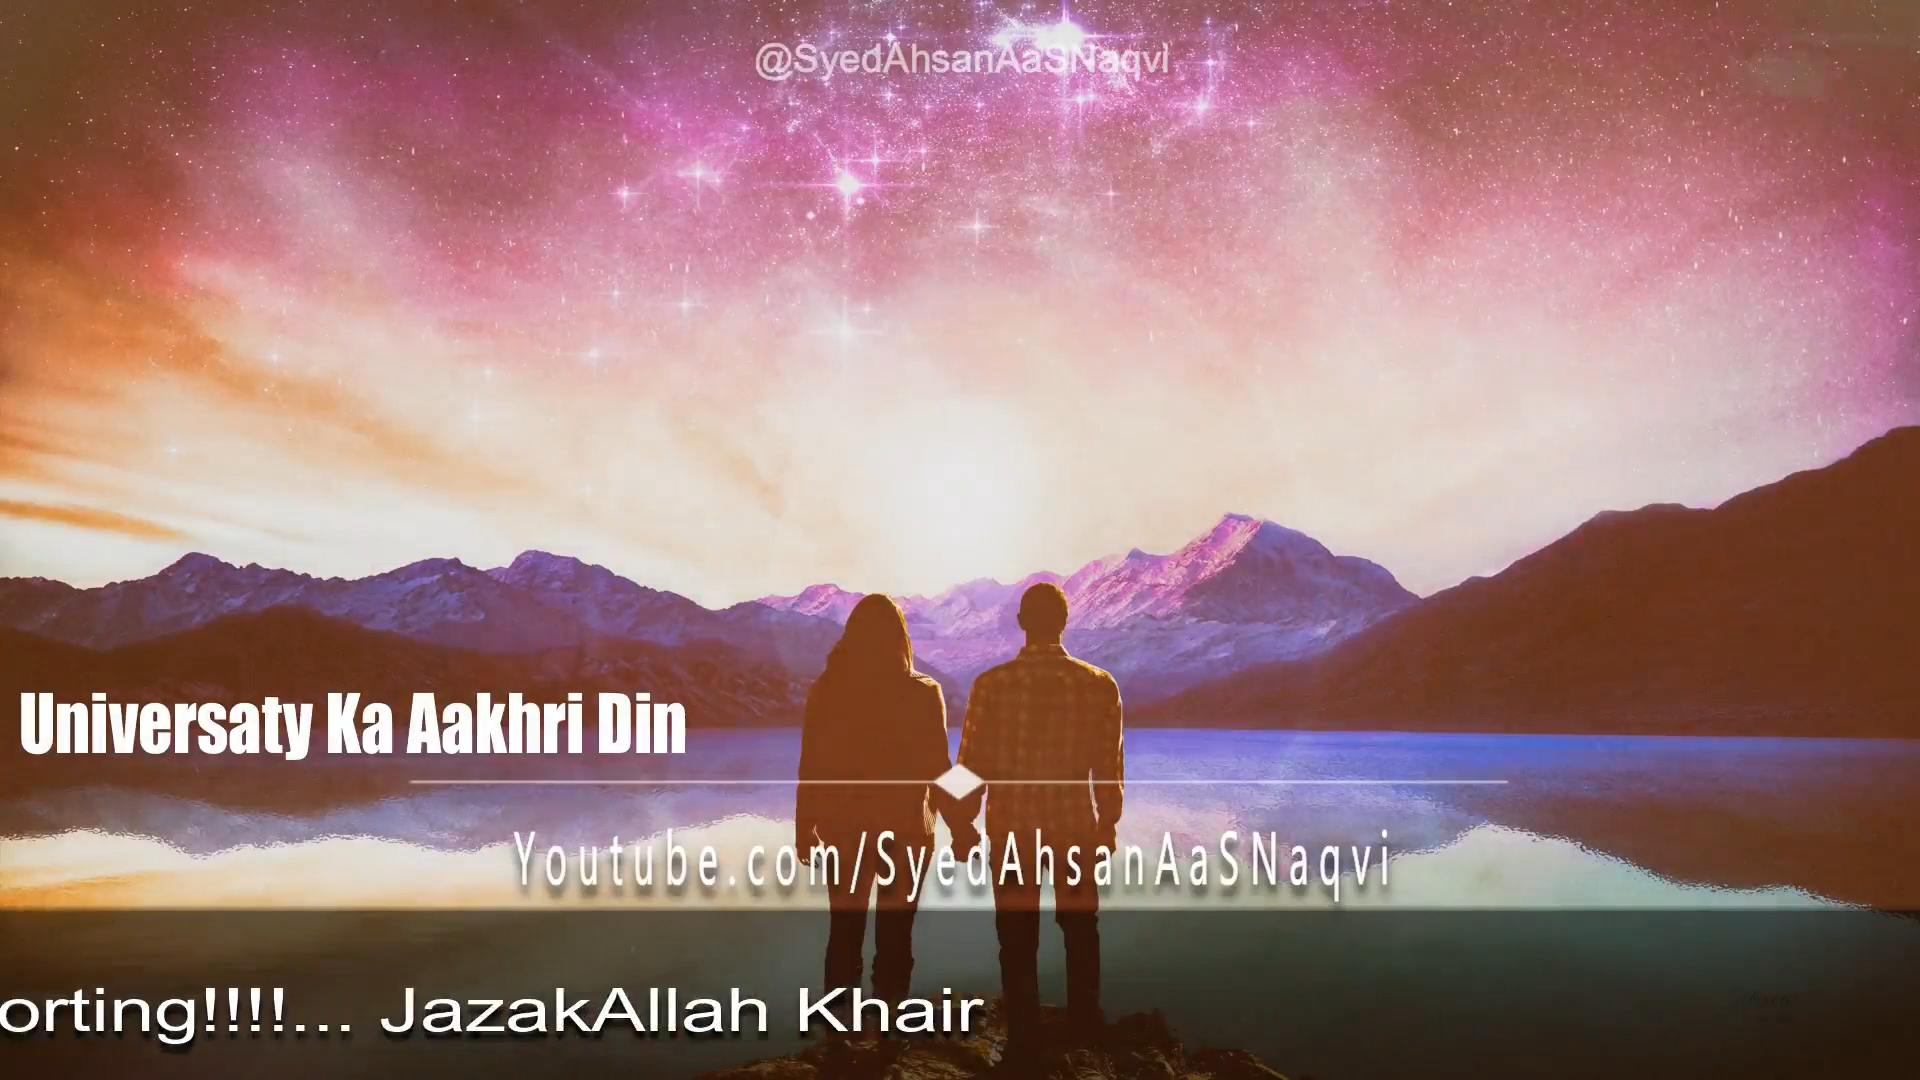 @SyedAhsanAaSNaqvi
Universaty Ka Aakhri Din
Youtube.com/SyedAhsanAaSNaqvi
orting!!!!... JazakAllah Khair